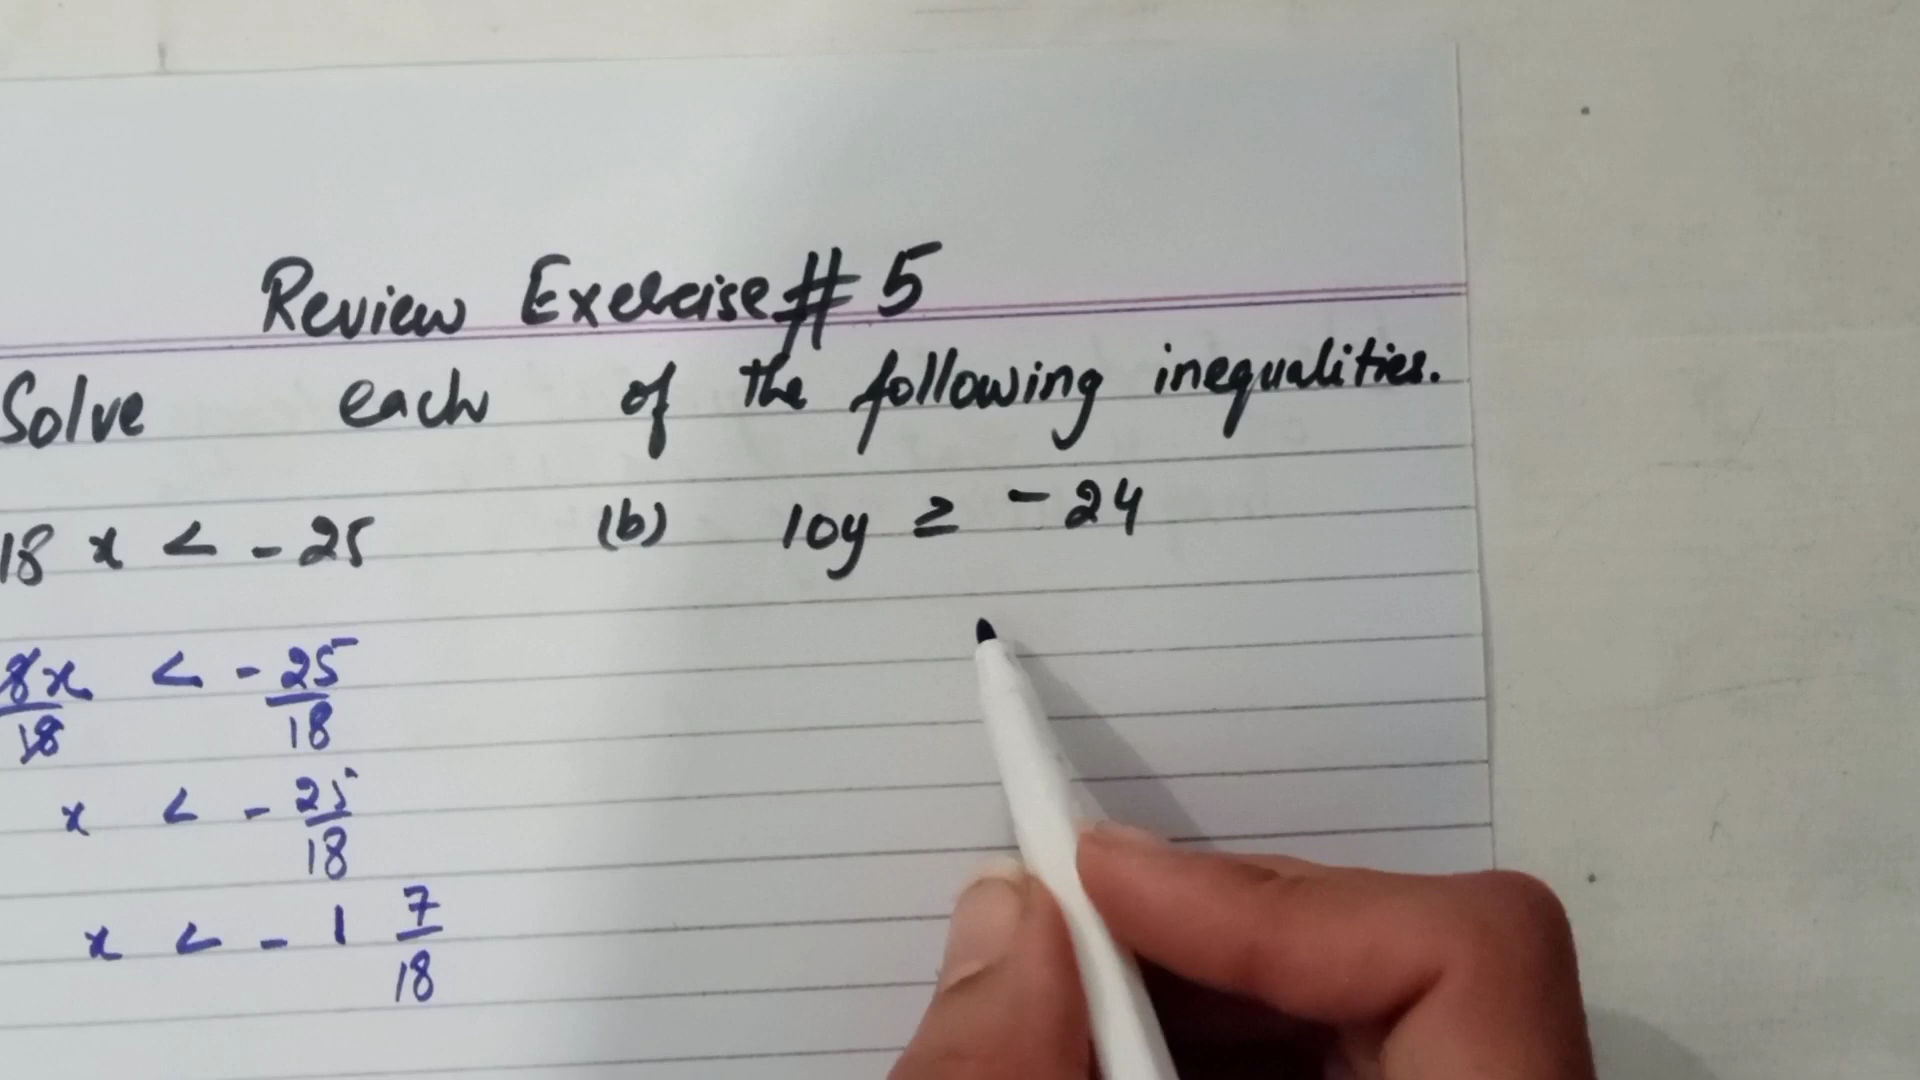 Review Exercise # 5
Solve each of the following inequalities.
18 x < - 25 (b) 10y ≥ - 24
8x/18 < - 25/18
x < - 25/18
x < - 1 7/18